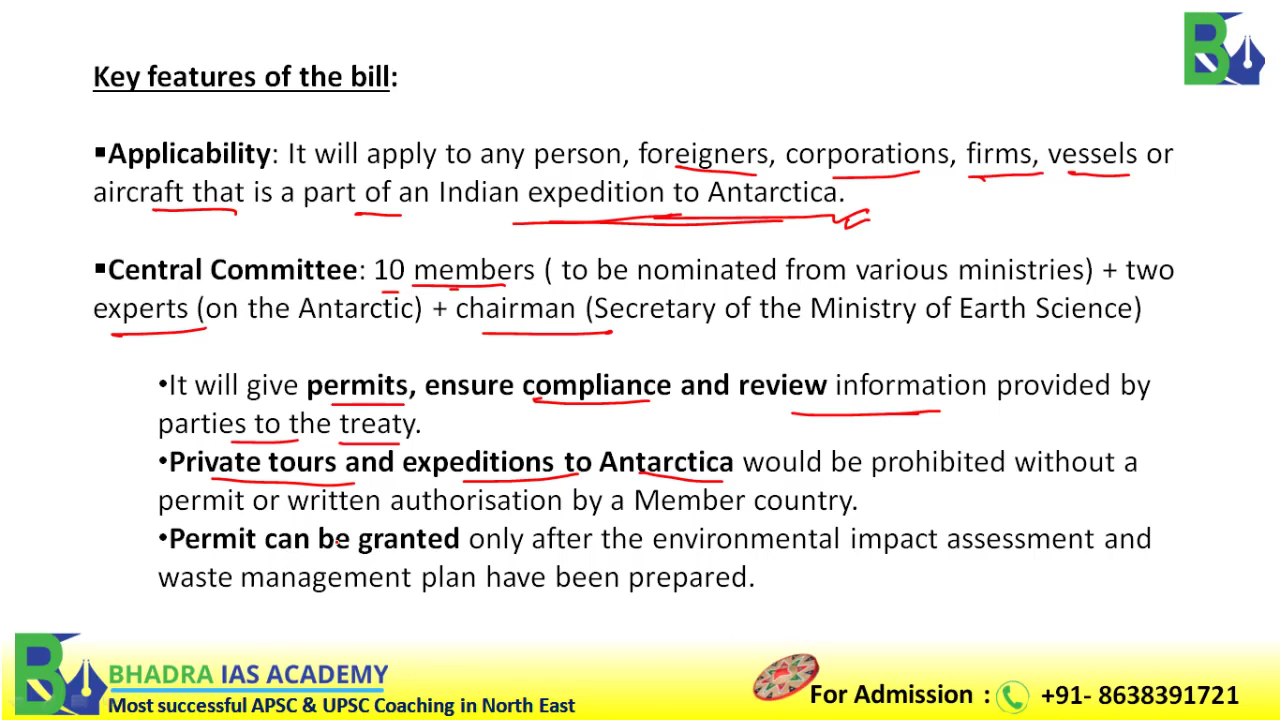 Key features of the bill:
▪Applicability: It will apply to any person, foreigners, corporations, firms, vessels or
aircraft that is a part of an Indian expedition to Antarctica.
▪Central Committee: 10 members ( to be nominated from various ministries) + two
experts (on the Antarctic) + chairman (Secretary of the Ministry of Earth Science)
•It will give permits, ensure compliance and review information provided by
parties to the treaty.
•Private tours and expeditions to Antarctica would be prohibited without a
permit or written authorisation by a Member country.
•Permit can be granted only after the environmental impact assessment and
waste management plan have been prepared.
BHADRA IAS ACADEMY
Most successful APSC & UPSC Coaching in North East
For Admission : +91- 8638391721